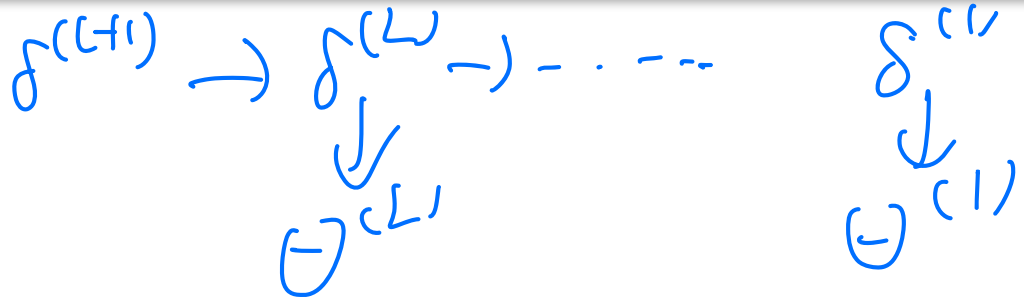 δ^(L+1) → δ^(L) → - · - - δ^(1)
↓ ↓
Θ^(L) Θ^(1)